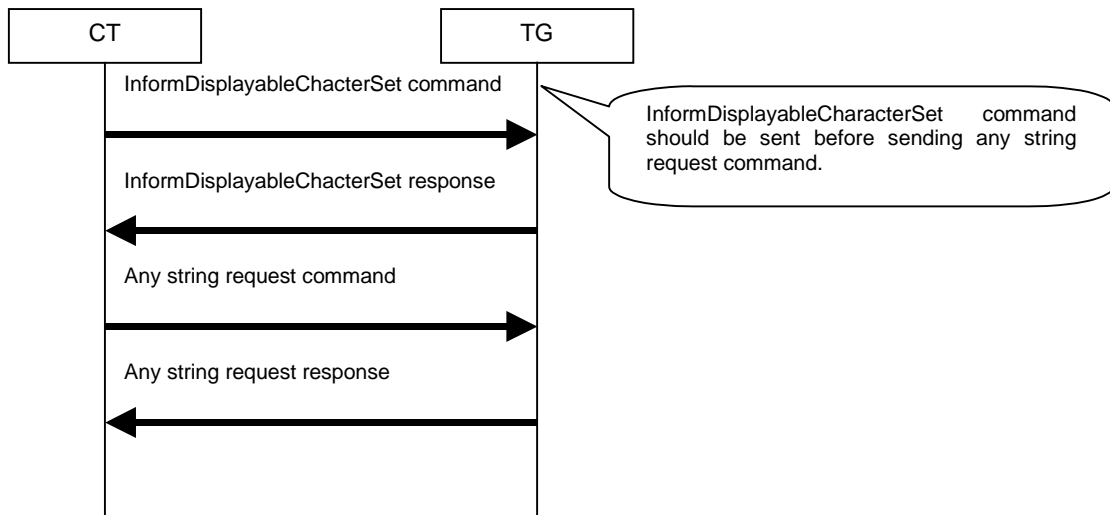 CT
TG
InformDisplayableChacterSet command
InformDisplayableCharacterSet command
should be sent before sending any string
request command.
InformDisplayableChacterSet response
Any string request command
Any string request response